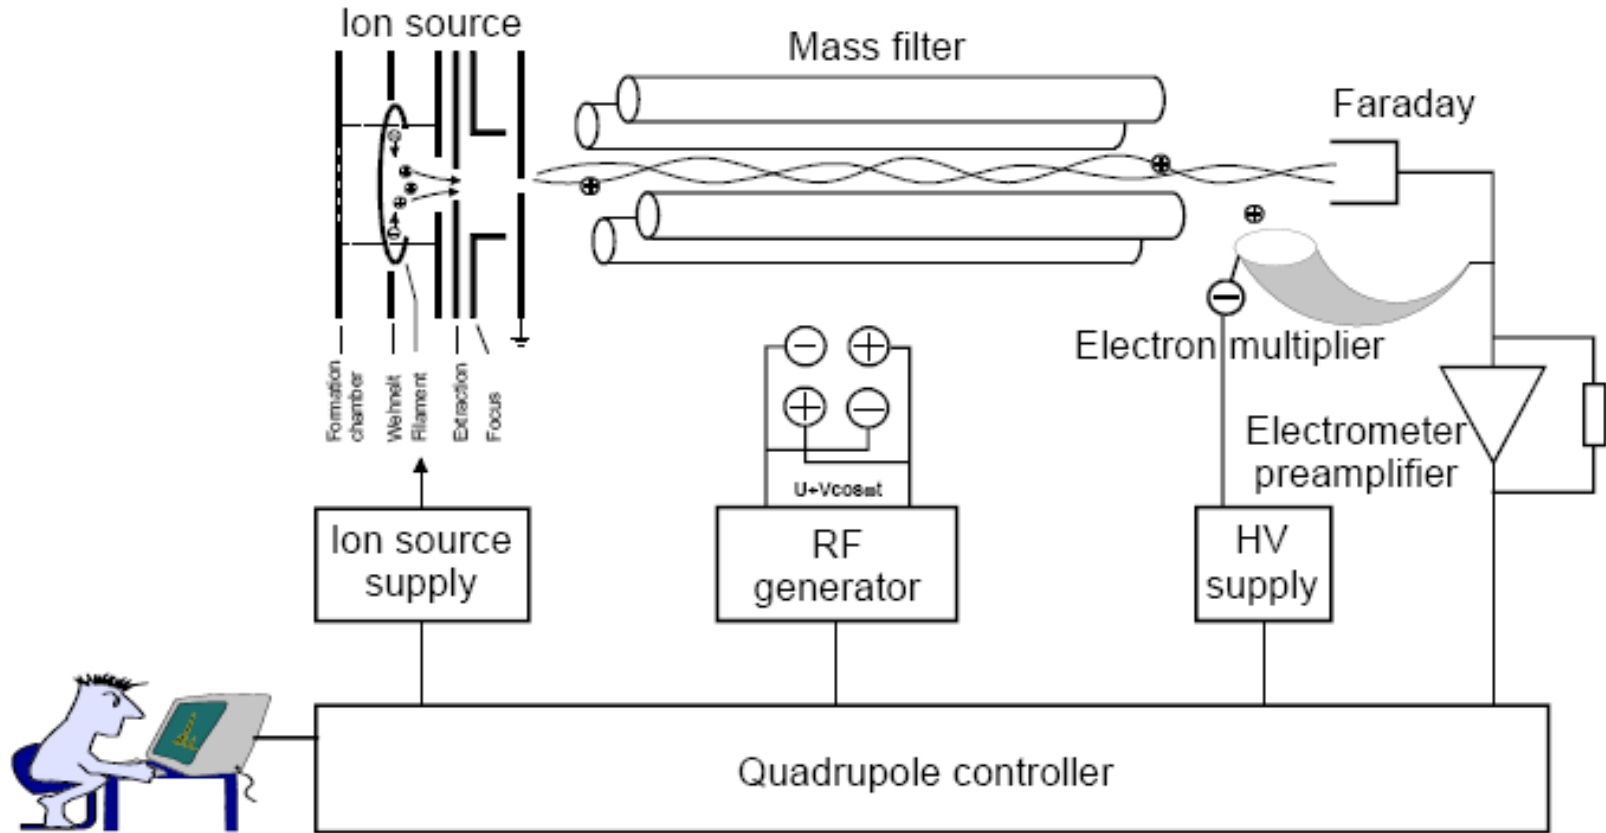 Ion source
Mass filter
Faraday
Formation
chamber
Wehnelt
Filament
Extraction
Focus
Electron multiplier
Electrometer
preamplifier
U+Vcosωt
Ion source
supply
RF
generator
HV
supply
Quadrupole controller